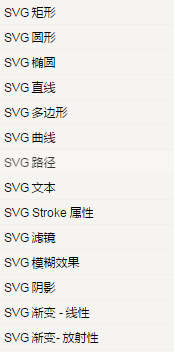 SVG 矩形
SVG 圆形
SVG 椭圆
SVG 直线
SVG 多边形
SVG 曲线
SVG 路径
SVG 文本
SVG Stroke 属性
SVG 滤镜
SVG 模糊效果
SVG 阴影
SVG 渐变 - 线性
SVG 渐变- 放射性